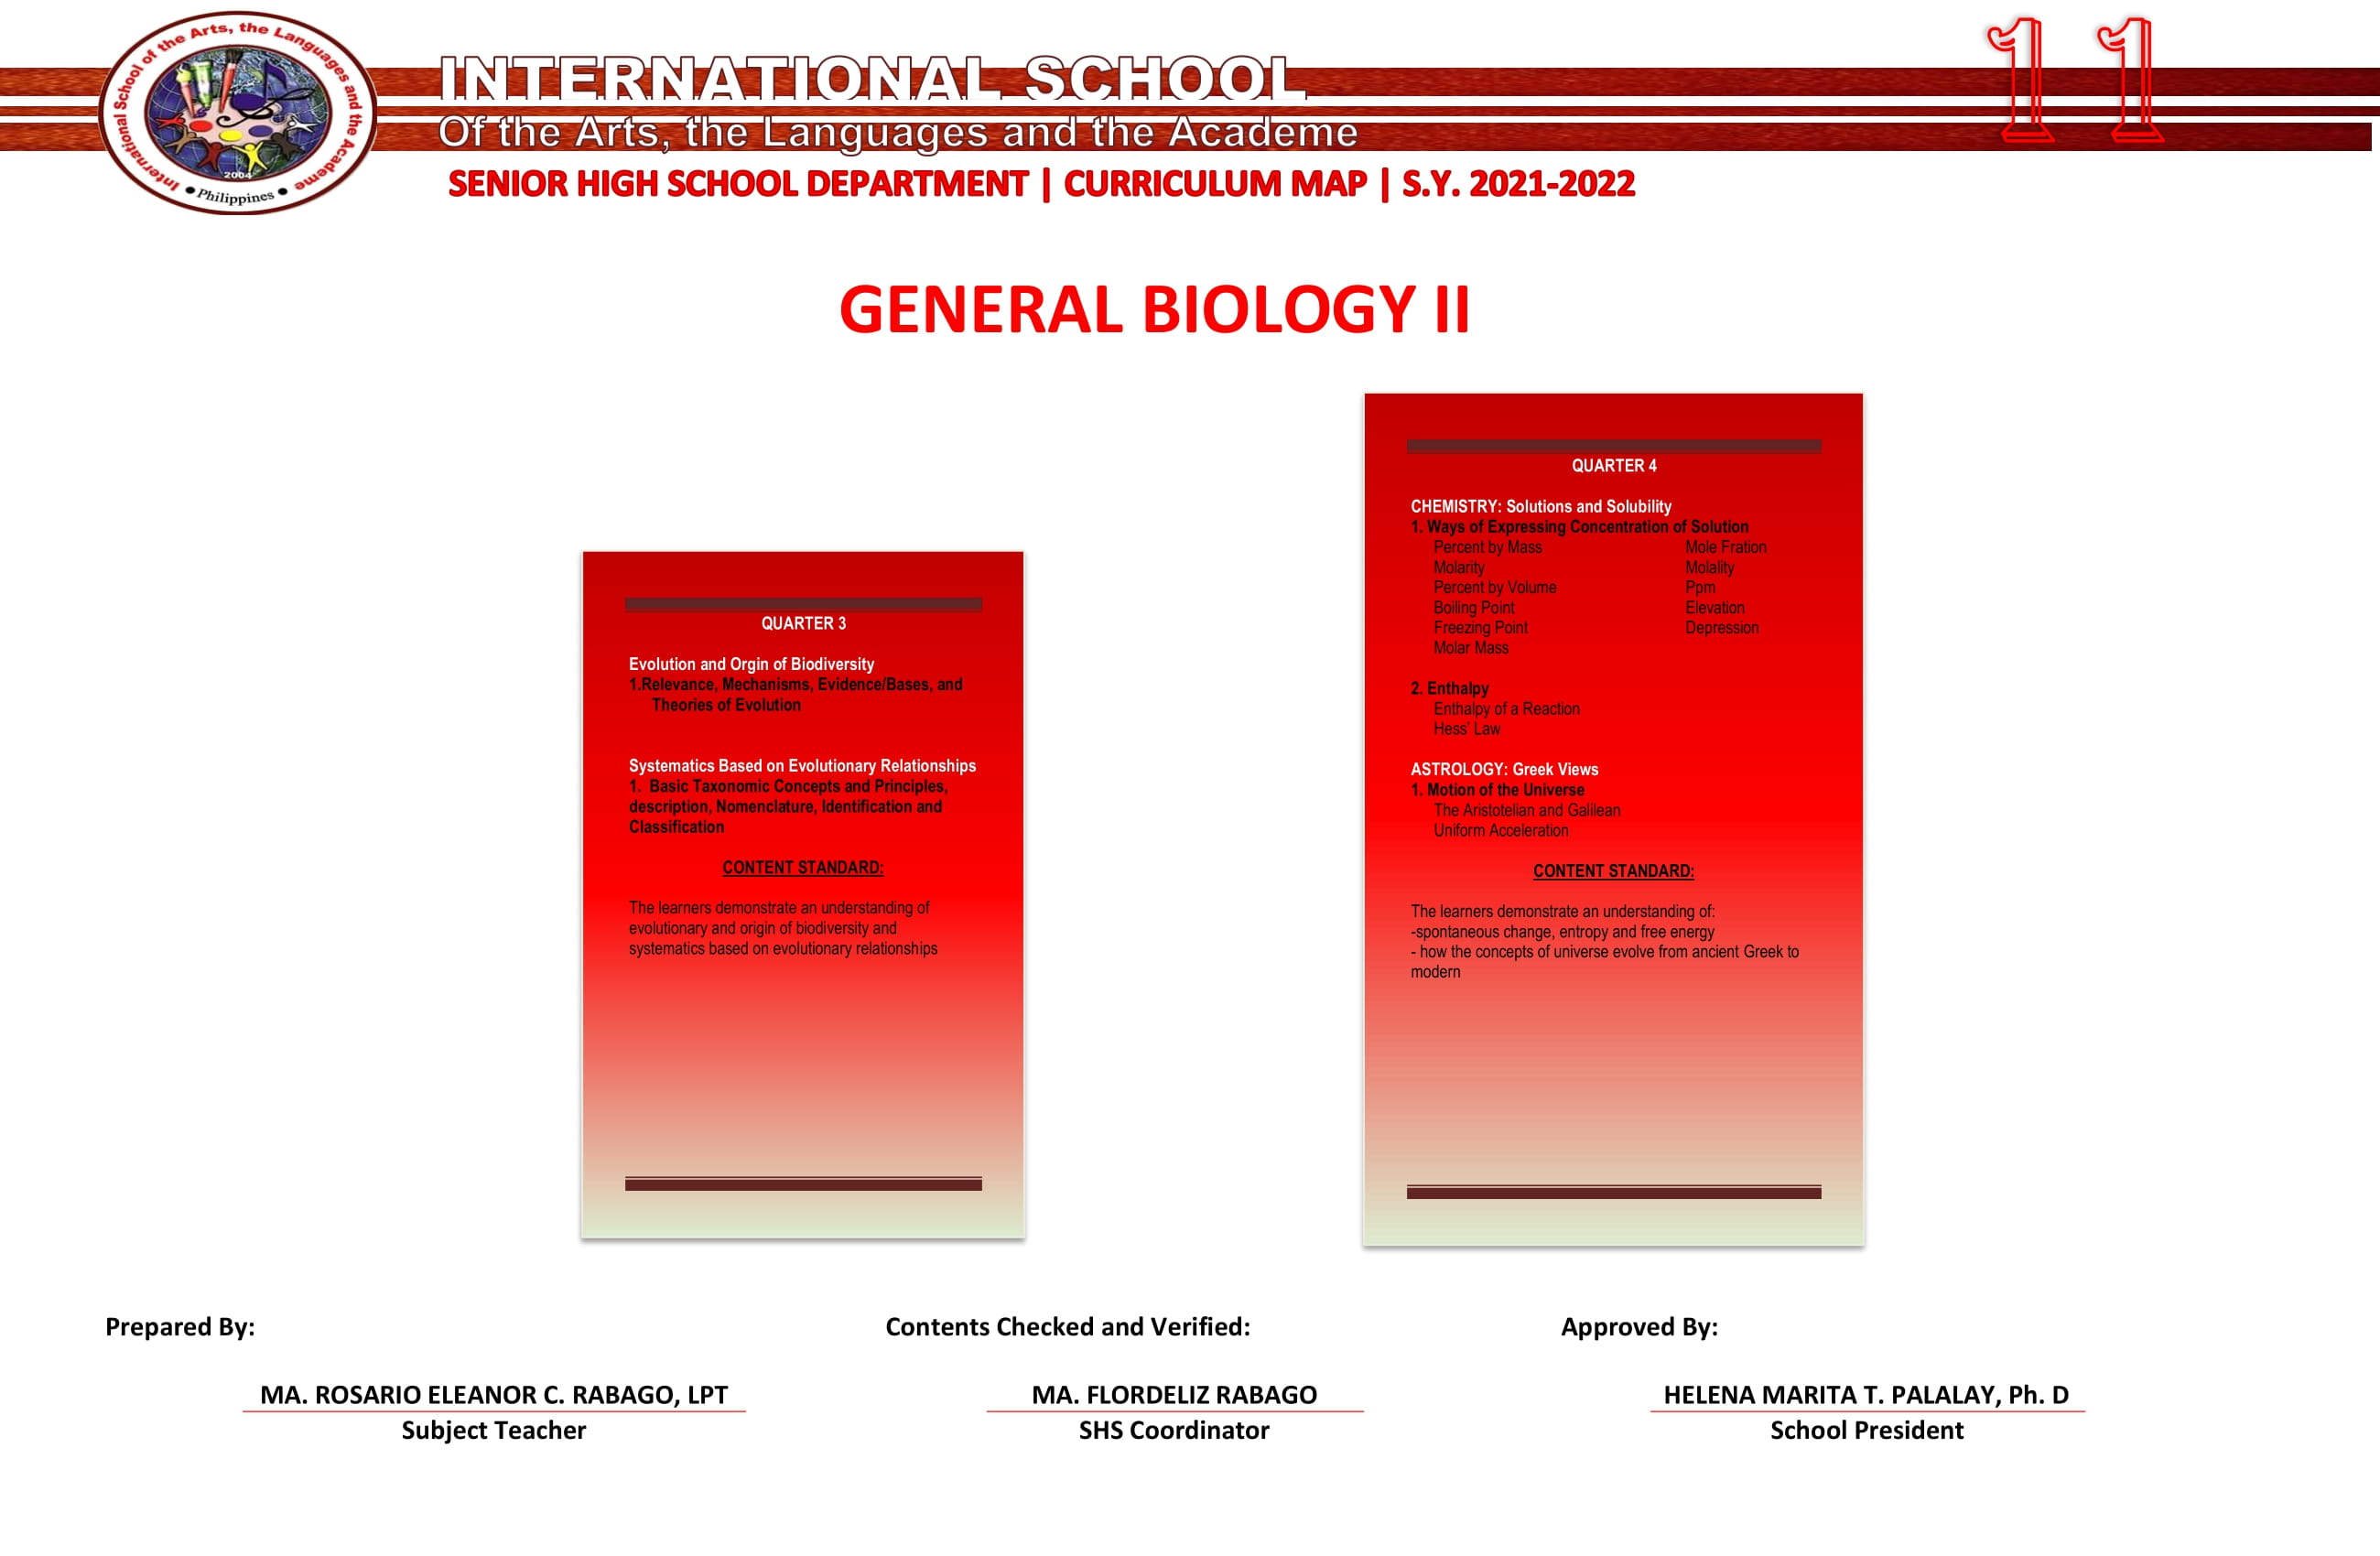 International School of the Arts, the Languages and the Academe
2004
Philippines
INTERNATIONAL SCHOOL
Of the Arts, the Languages and the Academe
11
SENIOR HIGH SCHOOL DEPARTMENT | CURRICULUM MAP | S.Y. 2021-2022
GENERAL BIOLOGY II
QUARTER 3
Evolution and Orgin of Biodiversity
1.Relevance, Mechanisms, Evidence/Bases, and
Theories of Evolution
Systematics Based on Evolutionary Relationships
1. Basic Taxonomic Concepts and Principles,
description, Nomenclature, Identification and
Classification
CONTENT STANDARD:
The learners demonstrate an understanding of
evolutionary and origin of biodiversity and
systematics based on evolutionary relationships
QUARTER 4
CHEMISTRY: Solutions and Solubility
1. Ways of Expressing Concentration of Solution
Percent by Mass Mole Fration
Molarity Molality
Percent by Volume Ppm
Boiling Point Elevation
Freezing Point Depression
Molar Mass
2. Enthalpy
Enthalpy of a Reaction
Hess' Law
ASTROLOGY: Greek Views
1. Motion of the Universe
The Aristotelian and Galilean
Uniform Acceleration
CONTENT STANDARD:
The learners demonstrate an understanding of:
-spontaneous change, entropy and free energy
- how the concepts of universe evolve from ancient Greek to
modern
Prepared By: Contents Checked and Verified: Approved By:
MA. ROSARIO ELEANOR C. RABAGO, LPT MA. FLORDELIZ RABAGO HELENA MARITA T. PALALAY, Ph. D
Subject Teacher SHS Coordinator School President